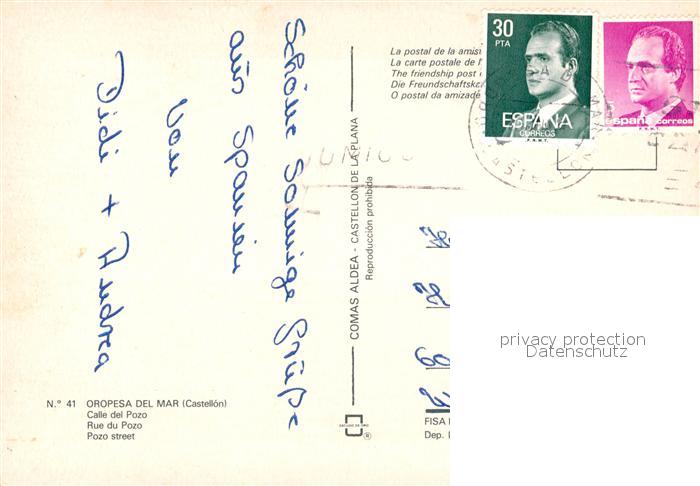 Schöne Sonnige Grüße
aus Spanien
von
Didi + Andrea
La postal de la amis
La carte postale de l'
The friendship post
Die Freundschaftska
O postal da amizade
30
PTA
ESPAÑA
CORREOS
F.N.M.T.
españa correos
F.N.M.T.
COMAS ALDEA - CASTELLON DE LA PLANA
Reproducción prohibida
privacy protection
Datenschutz
N.° 41 OROPESA DEL MAR (Castellón)
Calle del Pozo
Rue du Pozo
Pozo street
FISA
Dep.